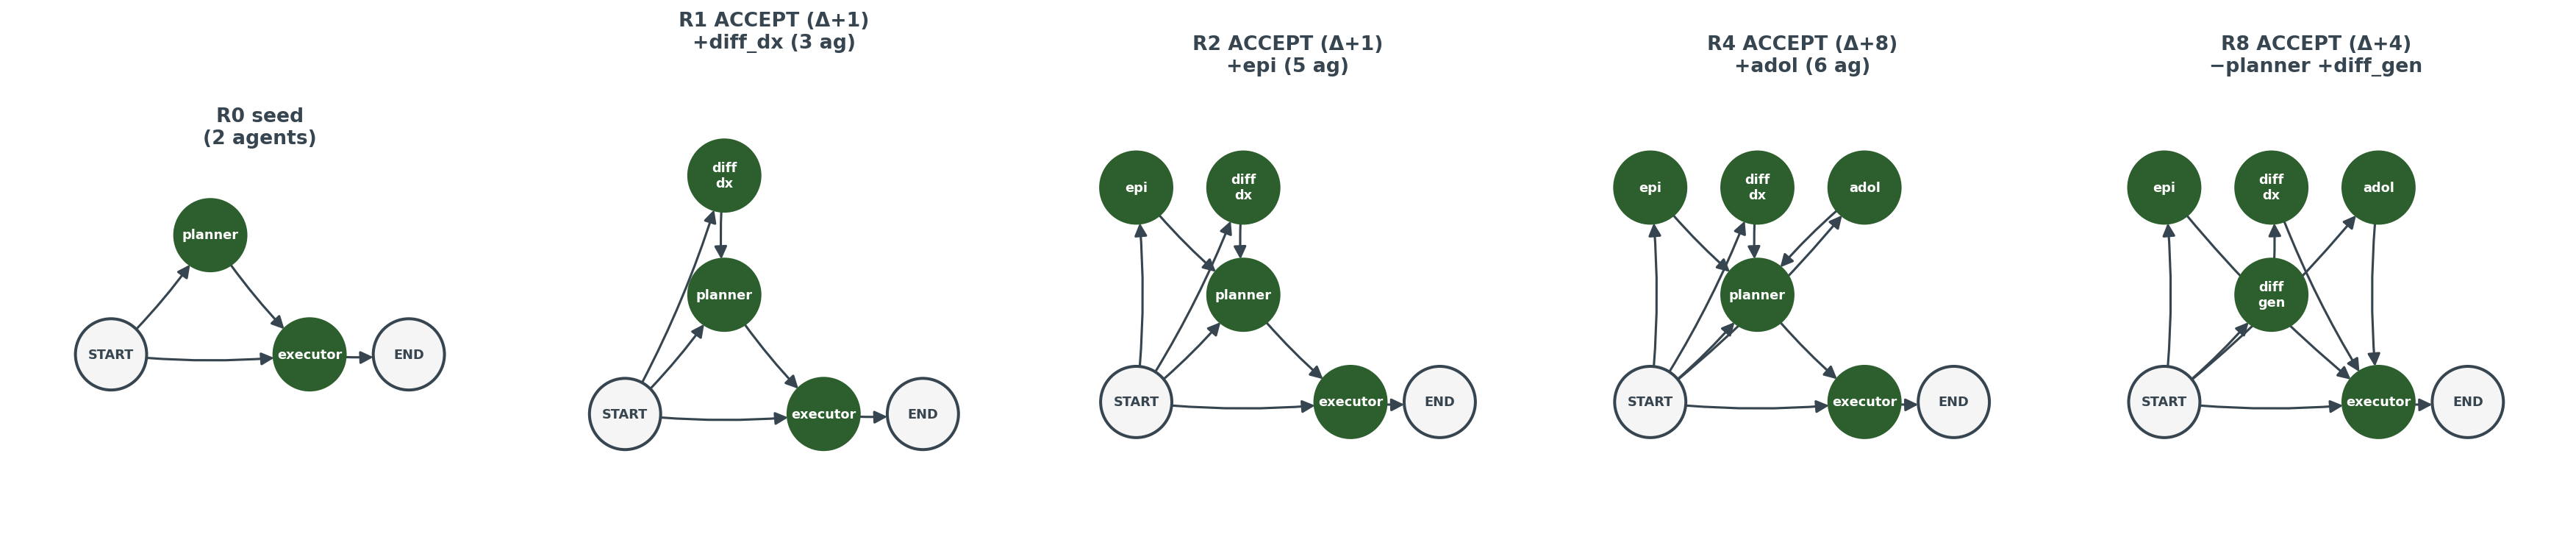 R0 seed
(2 agents)
planner
START
executor
END
R1 ACCEPT (Δ+1)
+diff_dx (3 ag)
diff
dx
planner
START
executor
END
R2 ACCEPT (Δ+1)
+epi (5 ag)
epi
diff
dx
planner
START
executor
END
R4 ACCEPT (Δ+8)
+adol (6 ag)
epi
diff
dx
adol
planner
START
executor
END
R8 ACCEPT (Δ+4)
−planner +diff_gen
epi
diff
dx
adol
diff
gen
START
executor
END